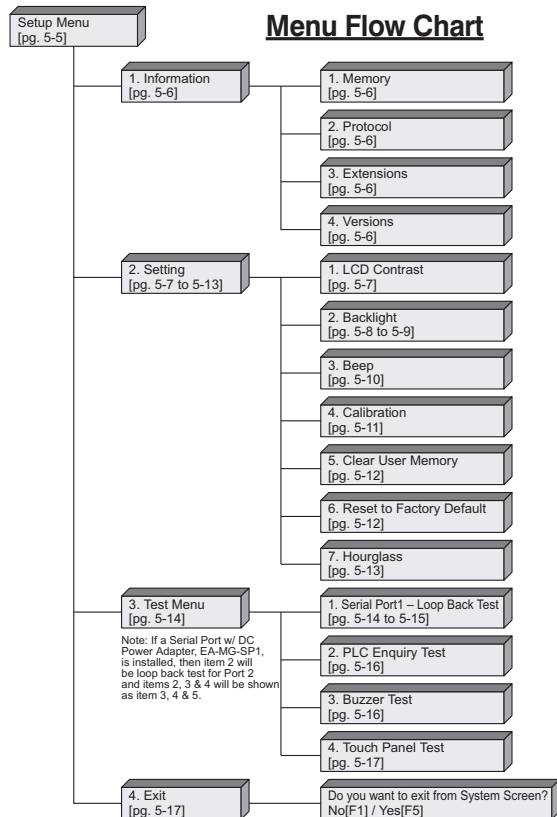 Menu Flow Chart
Setup Menu
[pg. 5-5]
1. Information
[pg. 5-6]
1. Memory
[pg. 5-6]
2. Protocol
[pg. 5-6]
3. Extensions
[pg. 5-6]
4. Versions
[pg. 5-6]
2. Setting
[pg. 5-7 to 5-13]
1. LCD Contrast
[pg. 5-7]
2. Backlight
[pg. 5-8 to 5-9]
3. Beep
[pg. 5-10]
4. Calibration
[pg. 5-11]
5. Clear User Memory
[pg. 5-12]
6. Reset to Factory Default
[pg. 5-12]
7. Hourglass
[pg. 5-13]
3. Test Menu
[pg. 5-14]
Note: If a Serial Port w/ DC
Power Adapter, EA-MG-SP1,
is installed, then item 2 will
be loop back test for Port 2
and items 2, 3 & 4 will be shown
as item 3, 4 & 5.
1. Serial Port1 – Loop Back Test
[pg. 5-14 to 5-15]
2. PLC Enquiry Test
[pg. 5-16]
3. Buzzer Test
[pg. 5-16]
4. Touch Panel Test
[pg. 5-17]
4. Exit
[pg. 5-17]
Do you want to exit from System Screen?
No[F1] / Yes[F5]